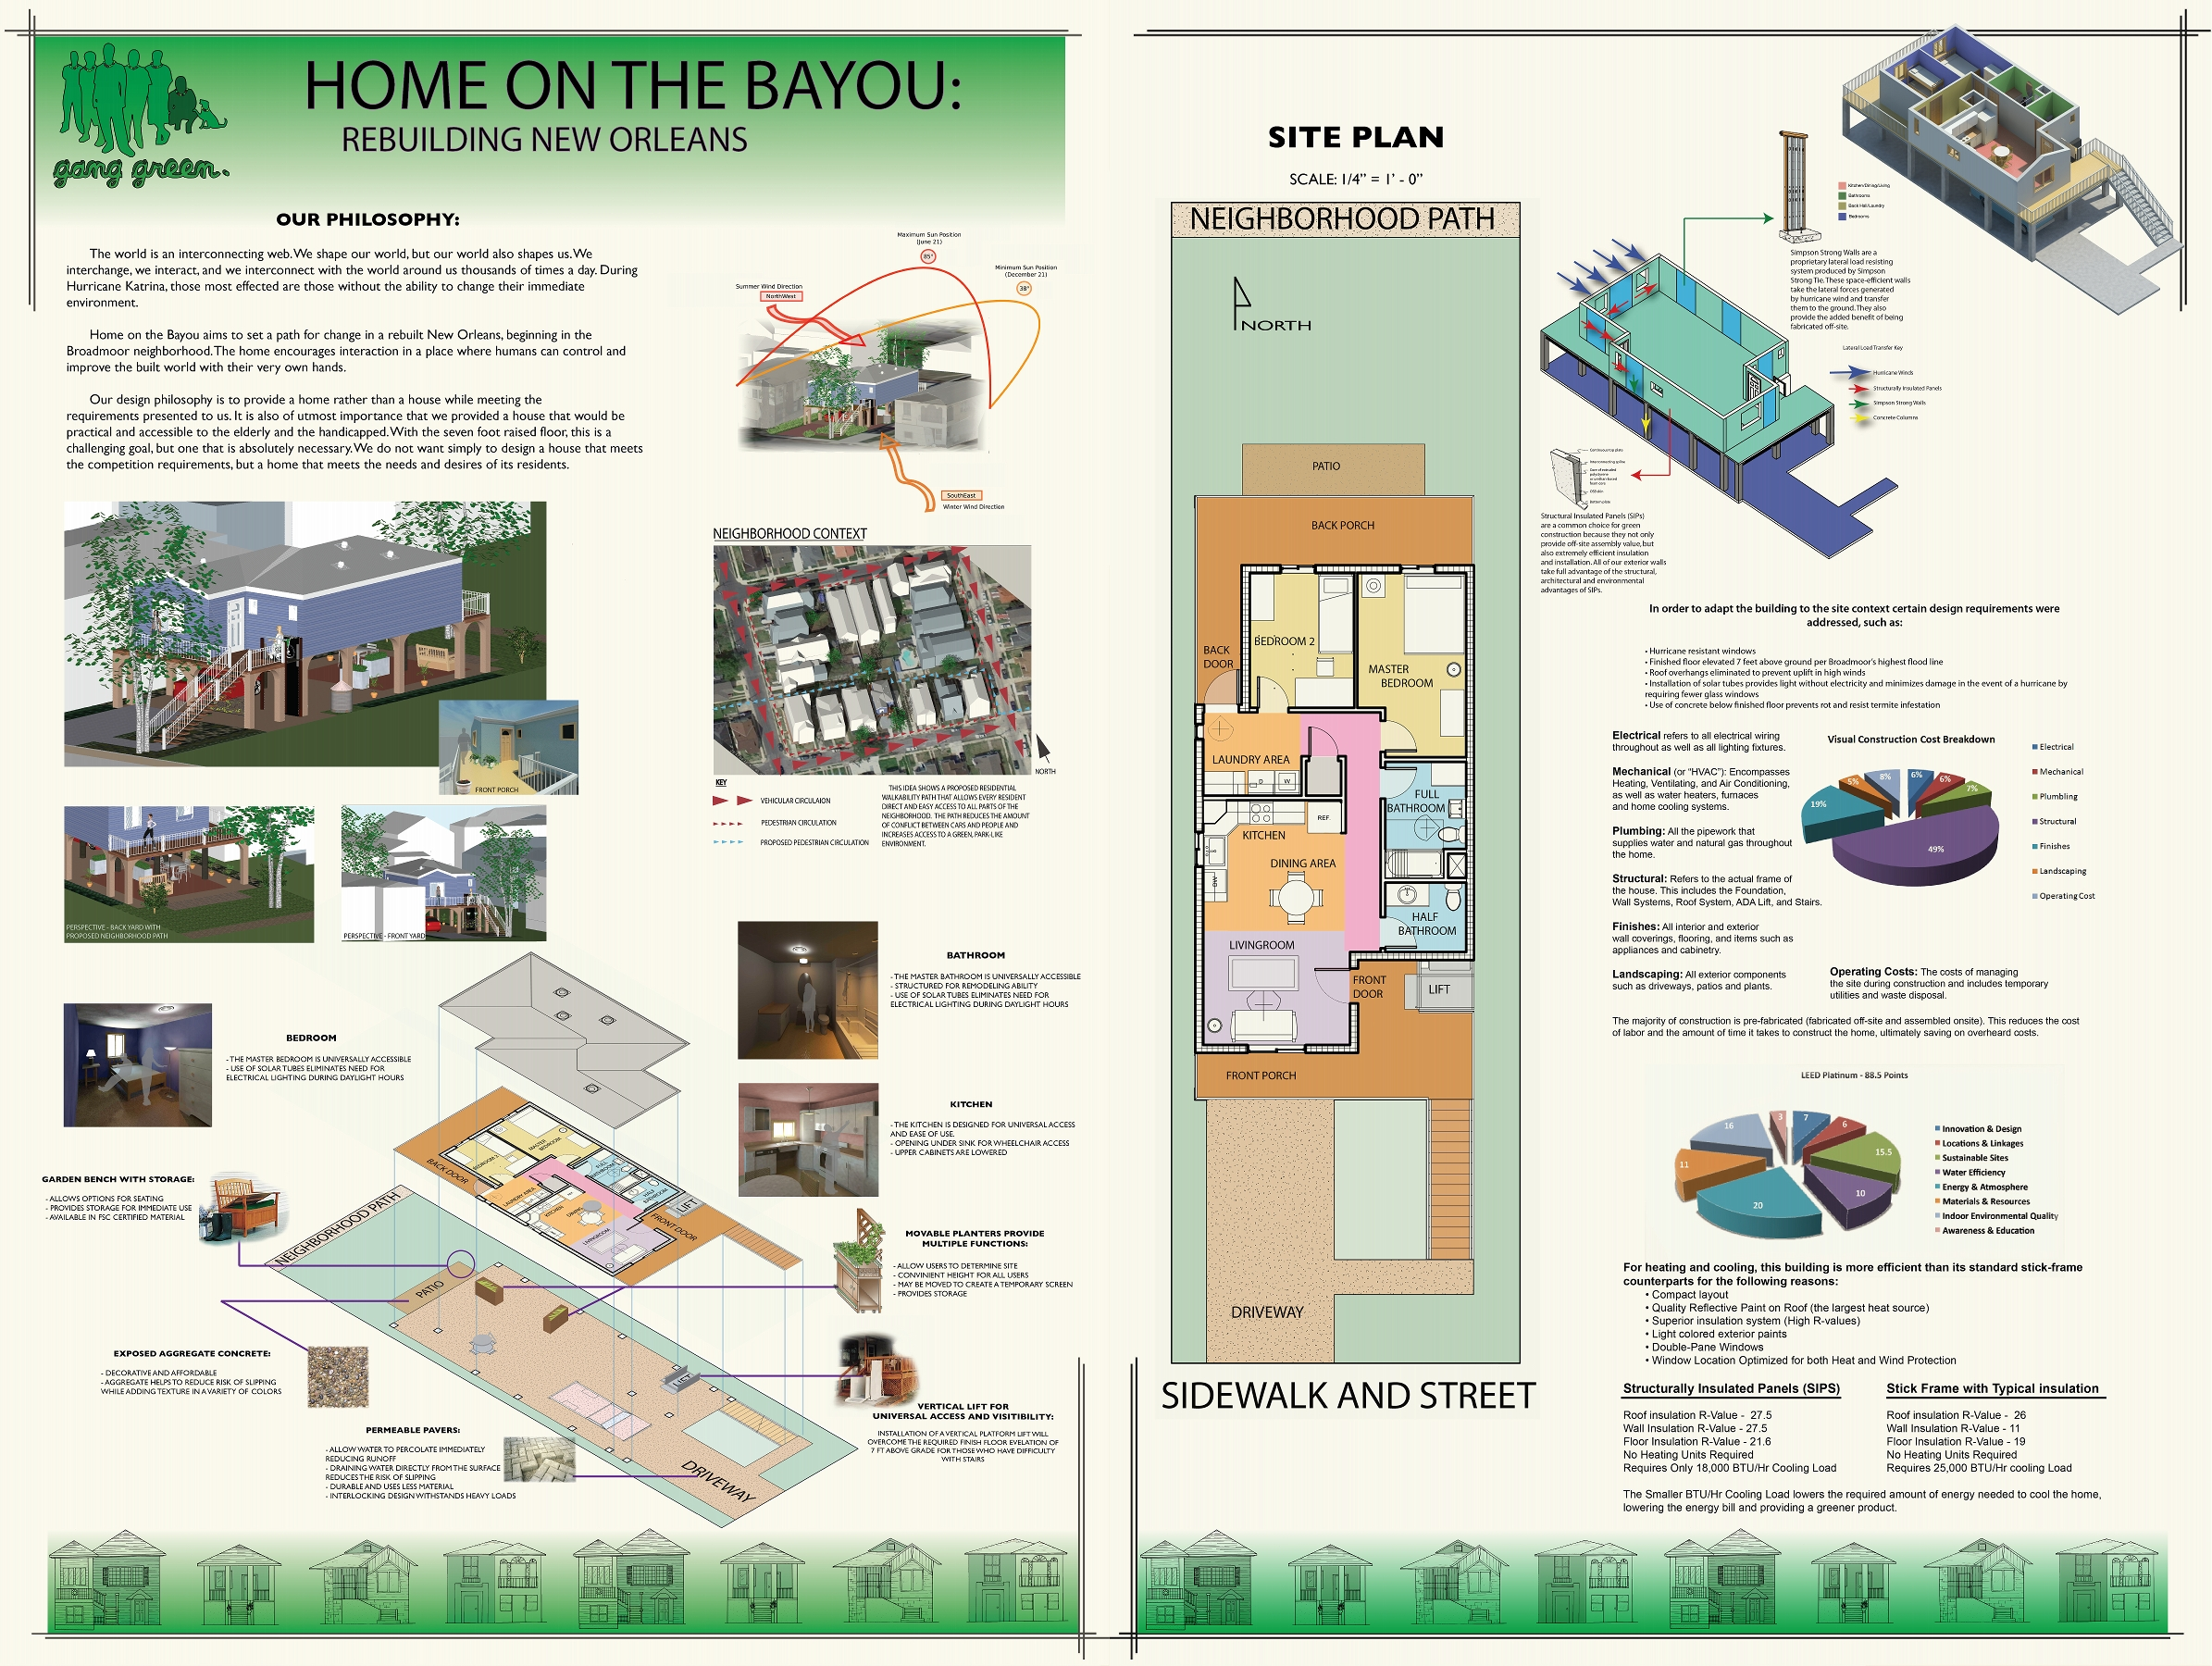 HOME ON THE BAYOU:
REBUILDING NEW ORLEANS
gang green.
OUR PHILOSOPHY:
The world is an interconnecting web. We shape our world, but our world also shapes us. We
interchange, we interact, and we interconnect with the world around us thousands of times a day. During
Hurricane Katrina, those most effected are those without the ability to change their immediate
environment.
Home on the Bayou aims to set a path for change in a rebuilt New Orleans, beginning in the
Broadmoor neighborhood. The home encourages interaction in a place where humans can control and
improve the built world with their very own hands.
Our design philosophy is to provide a home rather than a house while meeting the
requirements presented to us. It is also of utmost importance that we provided a house that would be
practical and accessible to the elderly and the handicapped. With the seven foot raised floor, this is a
challenging goal, but one that is absolutely necessary. We do not want simply to design a house that meets
the competition requirements, but a home that meets the needs and desires of its residents.
Maximum Sun Position
(June 21)
85°
Minimum Sun Position
(December 21)
38°
Summer Wind Direction
NorthWest
SouthEast
Winter Wind Direction
FRONT PORCH
PERSPECTIVE - BACK YARD WITH
PROPOSED NEIGHBORHOOD PATH
PERSPECTIVE - FRONT YARD
NEIGHBORHOOD CONTEXT
NORTH
KEY
VEHICULAR CIRCULAION
PEDESTRIAN CIRCULATION
PROPOSED PEDESTRIAN CIRCULATION
THIS IDEA SHOWS A PROPOSED RESIDENTIAL
WALKABILITY PATH THAT ALLOWS EVERY RESIDENT
DIRECT AND EASY ACCESS TO ALL PARTS OF THE
NEIGHBORHOOD. THE PATH REDUCES THE AMOUNT
OF CONFLICT BETWEEN CARS AND PEOPLE AND
INCREASES ACCESS TO A GREEN, PARK-LIKE
ENVIRONMENT.
BATHROOM
- THE MASTER BATHROOM IS UNIVERSALLY ACCESSIBLE
- STRUCTURED FOR REMODELING ABILITY
- USE OF SOLAR TUBES ELIMINATES NEED FOR
ELECTRICAL LIGHTING DURING DAYLIGHT HOURS
BEDROOM
- THE MASTER BEDROOM IS UNIVERSALLY ACCESSIBLE
- USE OF SOLAR TUBES ELIMINATES NEED FOR
ELECTRICAL LIGHTING DURING DAYLIGHT HOURS
KITCHEN
- THE KITCHEN IS DESIGNED FOR UNIVERSAL ACCESS
AND EASE OF USE.
- OPENING UNDER SINK FOR WHEELCHAIR ACCESS
- UPPER CABINETS ARE LOWERED
GARDEN BENCH WITH STORAGE:
- ALLOWS OPTIONS FOR SEATING
- PROVIDES STORAGE FOR IMMEDIATE USE
- AVAILABLE IN FSC CERTIFIED MATERIAL
MOVABLE PLANTERS PROVIDE
MULTIPLE FUNCTIONS:
- ALLOW USERS TO DETERMINE SITE
- CONVINIENT HEIGHT FOR ALL USERS
- MAY BE MOVED TO CREATE A TEMPORARY SCREEN
- PROVIDES STORAGE
BACK DOOR
BEDROOM 2
MASTER
BEDROOM
FULL
BATHROOM
HALF
BATHROOM
LAUNDRY AREA
KITCHEN
DINING
LIVINGROOM
LIFT
FRONT DOOR
NEIGHBORHOOD PATH
PATIO
LIFT
DRIVEWAY
EXPOSED AGGREGATE CONCRETE:
- DECORATIVE AND AFFORDABLE
- AGGREGATE HELPS TO REDUCE RISK OF SLIPPING
WHILE ADDING TEXTURE IN A VARIETY OF COLORS
PERMEABLE PAVERS:
- ALLOW WATER TO PERCOLATE IMMEDIATELY
REDUCING RUNOFF
- DRAINING WATER DIRECTLY FROM THE SURFACE
REDUCES THE RISK OF SLIPPING
- DURABLE AND USES LESS MATERIAL
- INTERLOCKING DESIGN WITHSTANDS HEAVY LOADS
VERTICAL LIFT FOR
UNIVERSAL ACCESS AND VISITIBILITY:
INSTALLATION OF A VERTICAL PLATFORM LIFT WILL
OVERCOME THE REQUIRED FINISH FLOOR EVELATION OF
7 FT ABOVE GRADE FOR THOSE WHO HAVE DIFFICULTY
WITH STAIRS
SITE PLAN
SCALE: 1/4” = 1’ - 0”
NEIGHBORHOOD PATH
NORTH
PATIO
BACK PORCH
BEDROOM 2
BACK
DOOR
MASTER
BEDROOM
LAUNDRY AREA
D
W
FULL
BATHROOM
REF.
KITCHEN
DINING AREA
DW
HALF
BATHROOM
LIVINGROOM
FRONT
DOOR
LIFT
FRONT PORCH
DRIVEWAY
SIDEWALK AND STREET
Kitchen/Dining/Living
Bathrooms
Back Hall/Laundry
Bedrooms
Simpson Strong Walls are a
proprietary lateral load resisting
system produced by Simpson
Strong Tie. These space-efficient walls
take the lateral forces generated
by hurricane wind and transfer
them to the ground. They also
provide the added benefit of being
fabricated off-site.
Lateral Load Transfer Key
Hurricane Winds
Structurally Insulated Panels
Simpson Strong Walls
Concrete Columns
Structural Insulated Panels (SIPs)
are a common choice for green
construction because they not only
provide off-site assembly value, but
also extremely efficient insulation
and installation. All of our exterior walls
take full advantage of the structural,
architectural and environmental
advantages of SIPs.
In order to adapt the building to the site context certain design requirements were
addressed, such as:
• Hurricane resistant windows
• Finished floor elevated 7 feet above ground per Broadmoor's highest flood line
• Roof overhangs eliminated to prevent uplift in high winds
• Installation of solar tubes provides light without electricity and minimizes damage in the event of a hurricane by
requiring fewer glass windows
• Use of concrete below finished floor prevents rot and resist termite infestation
Electrical refers to all electrical wiring
throughout as well as all lighting fixtures.
Mechanical (or “HVAC”): Encompasses
Heating, Ventilating, and Air Conditioning,
as well as water heaters, furnaces
and home cooling systems.
Plumbing: All the pipework that
supplies water and natural gas throughout
the home.
Structural: Refers to the actual frame of
the house. This includes the Foundation,
Wall Systems, Roof System, ADA Lift, and Stairs.
Finishes: All interior and exterior
wall coverings, flooring, and items such as
appliances and cabinetry.
Landscaping: All exterior components
such as driveways, patios and plants.
Visual Construction Cost Breakdown
6%
6%
7%
49%
19%
5%
8%
Electrical
Mechanical
Plumbing
Structural
Finishes
Landscaping
Operating Cost
Operating Costs: The costs of managing
the site during construction and includes temporary
utilities and waste disposal.
The majority of construction is pre-fabricated (fabricated off-site and assembled onsite). This reduces the cost
of labor and the amount of time it takes to construct the home, ultimately saving on overheard costs.
LEED Platinum - 88.5 Points
7
6
15.5
10
20
11
16
3
Innovation & Design
Locations & Linkages
Sustainable Sites
Water Efficiency
Energy & Atmosphere
Materials & Resources
Indoor Environmental Quality
Awareness & Education
For heating and cooling, this building is more efficient than its standard stick-frame
counterparts for the following reasons:
• Compact layout
• Quality Reflective Paint on Roof (the largest heat source)
• Superior insulation system (High R-values)
• Light colored exterior paints
• Double-Pane Windows
• Window Location Optimized for both Heat and Wind Protection
Structurally Insulated Panels (SIPS)
Roof insulation R-Value - 27.5
Wall Insulation R-Value - 27.5
Floor Insulation R-Value - 21.6
No Heating Units Required
Requires Only 18,000 BTU/Hr Cooling Load
Stick Frame with Typical insulation
Roof insulation R-Value - 26
Wall Insulation R-Value - 11
Floor Insulation R-Value - 19
No Heating Units Required
Requires 25,000 BTU/Hr cooling Load
The Smaller BTU/Hr Cooling Load lowers the required amount of energy needed to cool the home,
lowering the energy bill and providing a greener product.